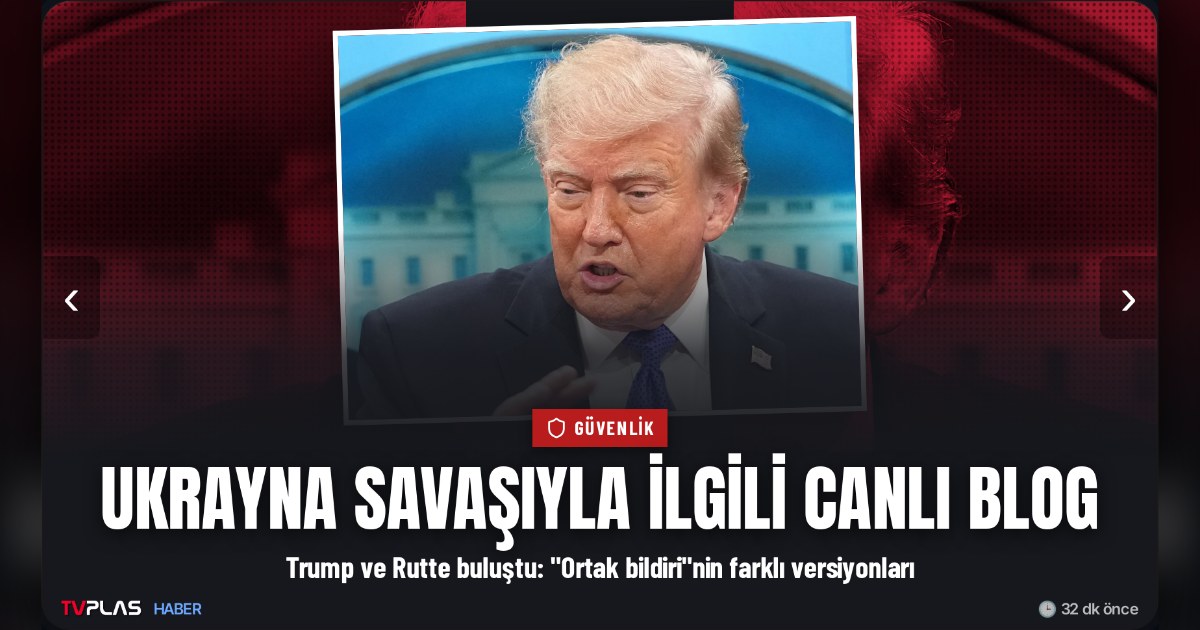 GÜVENLİK
UKRAYNA SAVAŞIYLA İLGİLİ CANLI BLOG
Trump ve Rutte buluştu: "Ortak bildiri"nin farklı versiyonları
TVPLAS HABER
32 dk önce